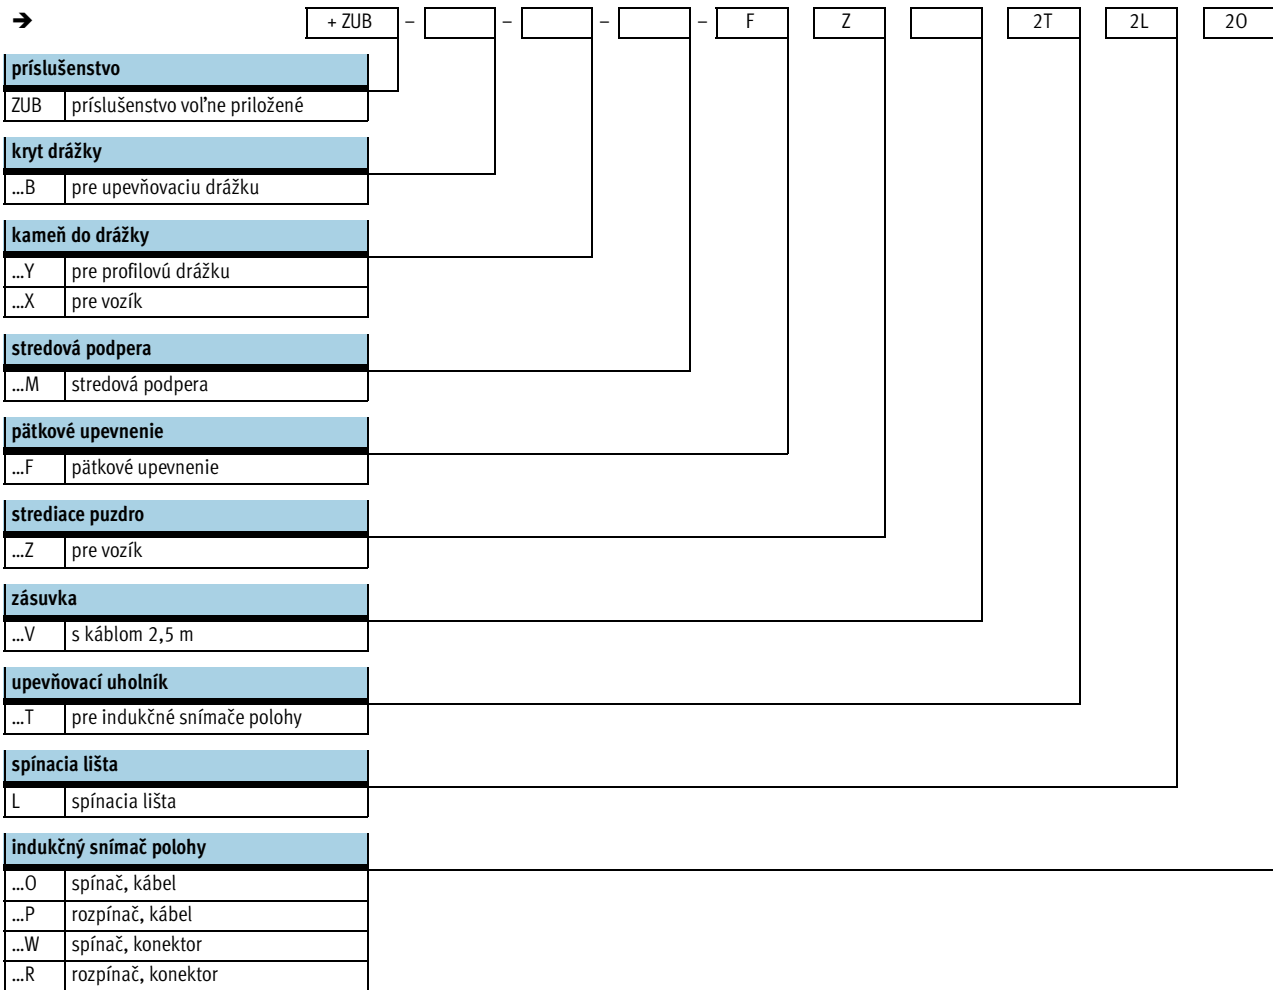 ➔ + ZUB – – – – F Z 2T 2L 2O
príslušenstvo
ZUB príslušenstvo voľne priložené
kryt drážky
...B pre upevňovaciu drážku
kameň do drážky
...Y pre profilovú drážku
...X pre vozík
stredová podpera
...M stredová podpera
pätkové upevnenie
...F pätkové upevnenie
strediace puzdro
...Z pre vozík
zásuvka
...V s káblom 2,5 m
upevňovací uholník
...T pre indukčné snímače polohy
spínacia lišta
L spínacia lišta
indukčný snímač polohy
...O spínač, kábel
...P rozpínač, kábel
...W spínač, konektor
...R rozpínač, konektor